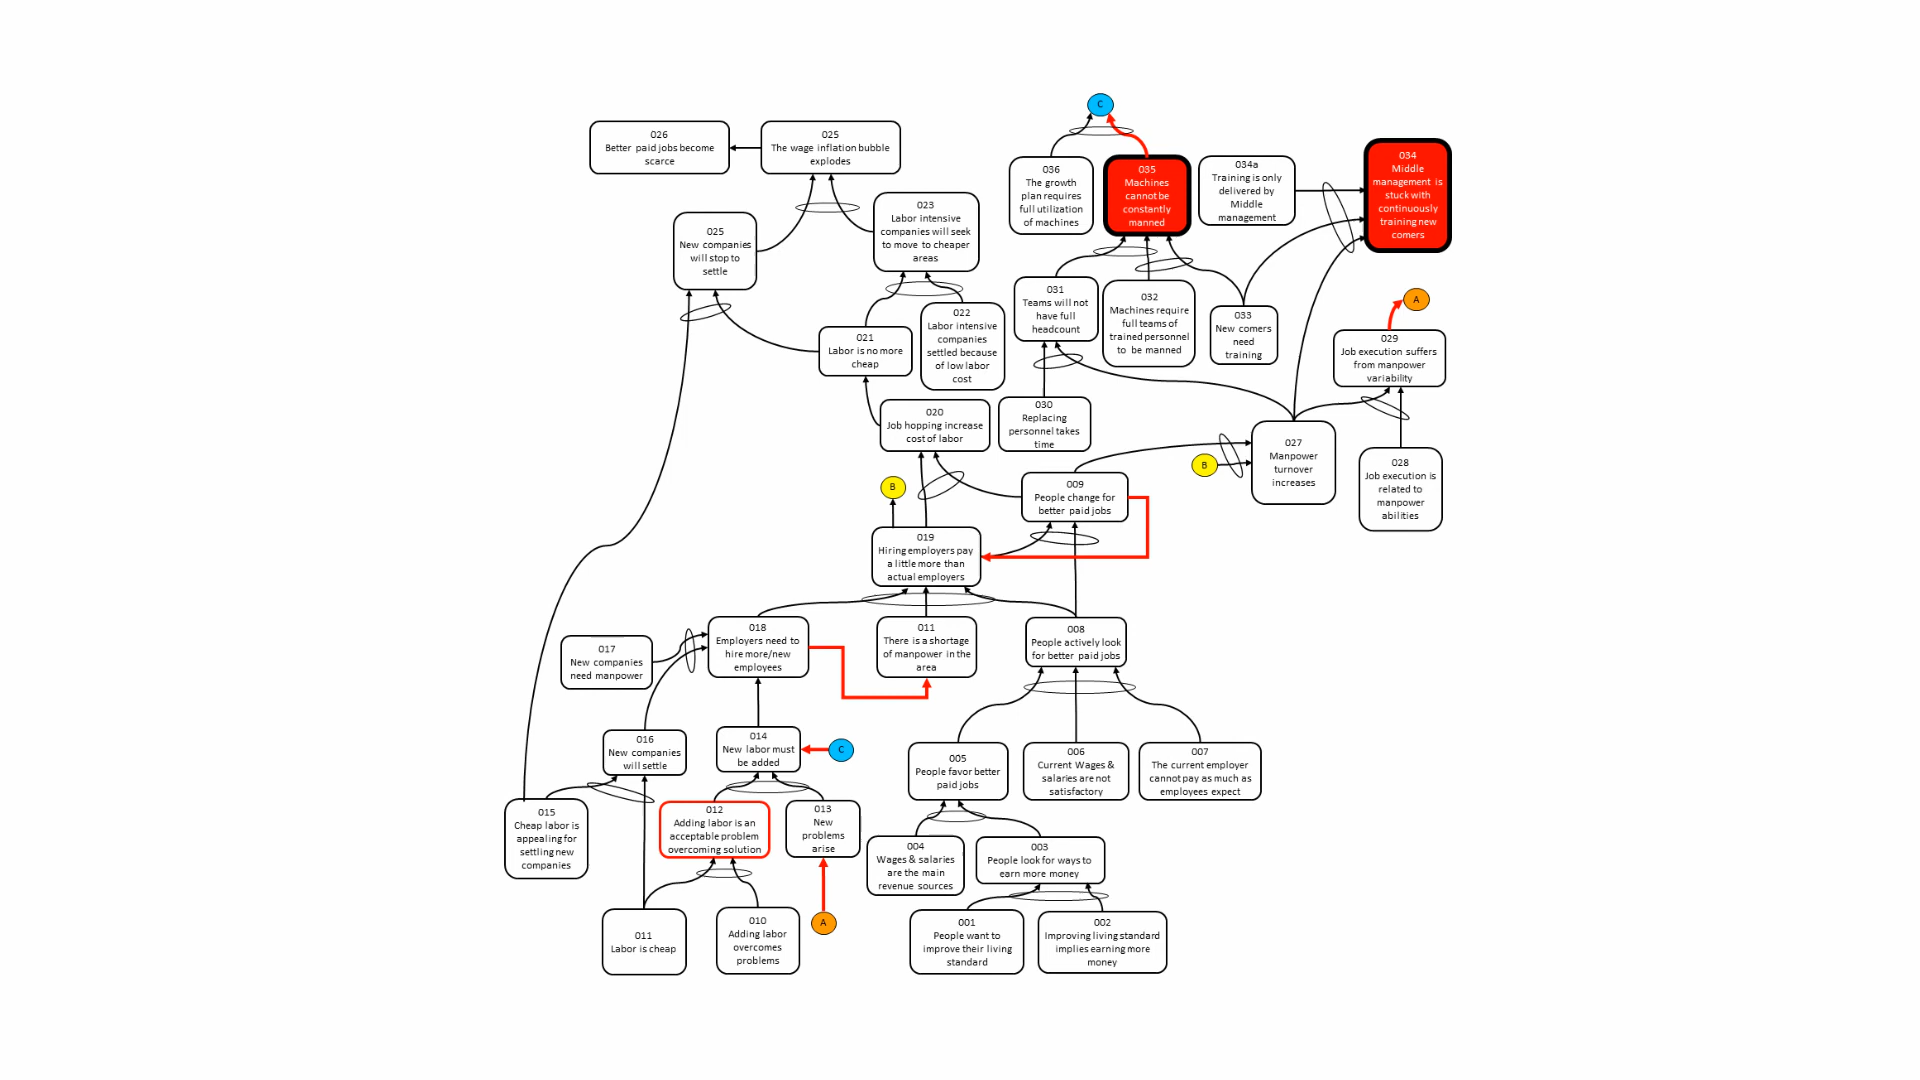 C
026
Better paid jobs become
scarce
025
The wage inflation bubble
explodes
036
The growth
plan requires
full utilization
of machines
035
Machines
cannot be
constantly
manned
034a
Training is only
delivered by
Middle
management
034
Middle
management is
stuck with
continuously
training new
comers
023
Labor intensive
companies will seek
to move to cheaper
areas
025
New companies
will stop to
settle
031
Teams will not
have full
headcount
032
Machines require
full teams of
trained personnel
to be manned
033
New comers
need
training
A
029
Job execution suffers
from manpower
variability
021
Labor is no more
cheap
022
Labor intensive
companies
settled because
of low labor
cost
020
Job hopping increase
cost of labor
030
Replacing
personnel takes
time
027
Manpower
turnover
increases
B
028
Job execution is
related to
manpower
abilities
B
009
People change for
better paid jobs
019
Hiring employers pay
a little more than
actual employers
018
Employers need to
hire more/new
employees
011
There is a shortage
of manpower in the
area
008
People actively look
for better paid jobs
017
New companies
need manpower
016
New companies
will settle
014
New labor must
be added
C
005
People favor better
paid jobs
006
Current Wages &
salaries are not
satisfactory
007
The current employer
cannot pay as much as
employees expect
015
Cheap labor is
appealing for
settling new
companies
012
Adding labor is an
acceptable problem
overcoming solution
013
New
problems
arise
004
Wages & salaries
are the main
revenue sources
003
People look for ways to
earn more money
011
Labor is cheap
010
Adding labor
overcomes
problems
A
001
People want to
improve their living
standard
002
Improving living standard
implies earning more
money